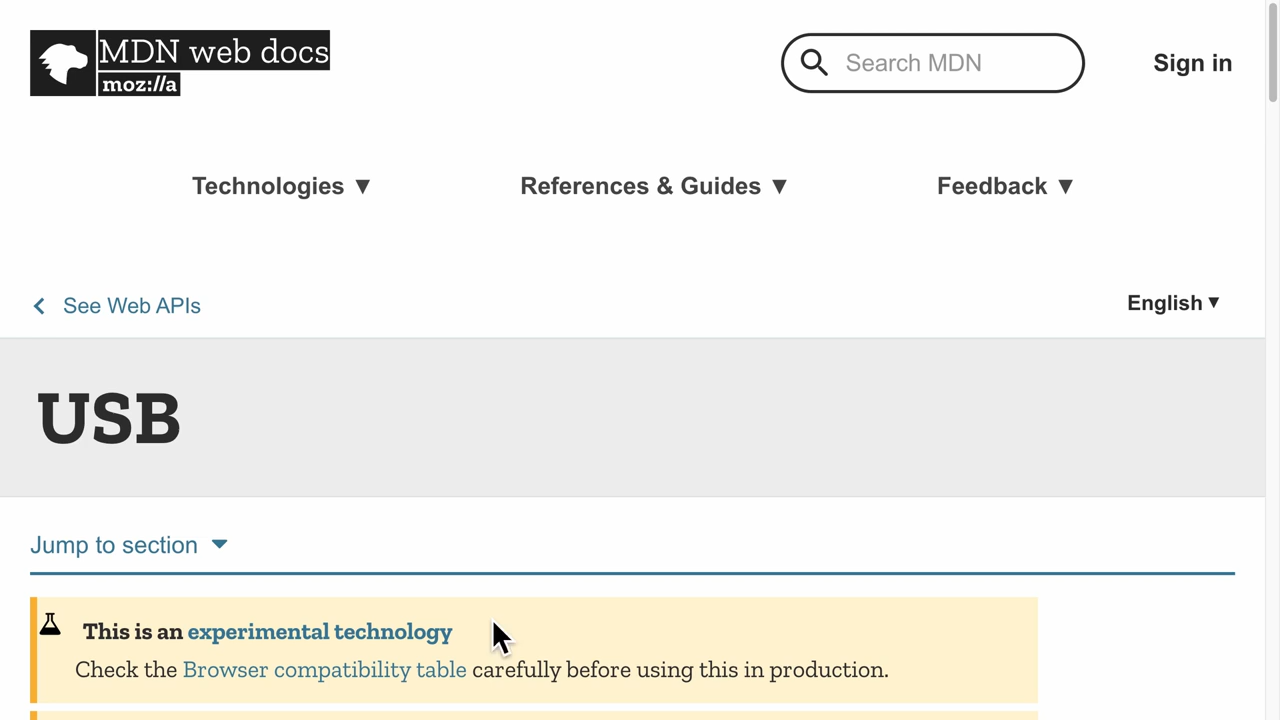 MDN web docs
moz://a
Search MDN
Sign in
Technologies ▼
References & Guides ▼
Feedback ▼
See Web APIs
English ▼
USB
Jump to section
This is an experimental technology
Check the Browser compatibility table carefully before using this in production.